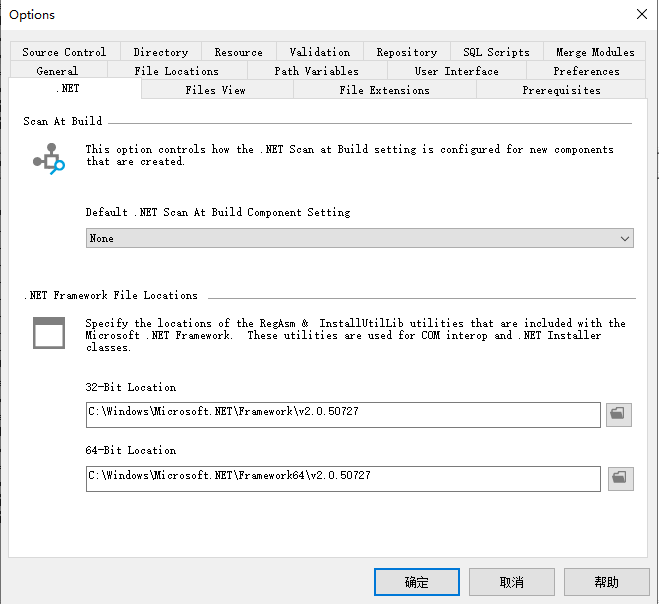 Options
Source Control Directory Resource Validation Repository SQL Scripts Merge Modules
General File Locations Path Variables User Interface Preferences
.NET Files View File Extensions Prerequisites
Scan At Build
This option controls how the .NET Scan at Build setting is configured for new components
that are created.
Default .NET Scan At Build Component Setting
None
.NET Framework File Locations
Specify the locations of the RegAsm & InstallUtilLib utilities that are included with the
Microsoft .NET Framework. These utilities are used for COM interop and .NET Installer
classes.
32-Bit Location
C:\Windows\Microsoft.NET\Framework\v2.0.50727
64-Bit Location
C:\Windows\Microsoft.NET\Framework64\v2.0.50727
确定 取消 帮助